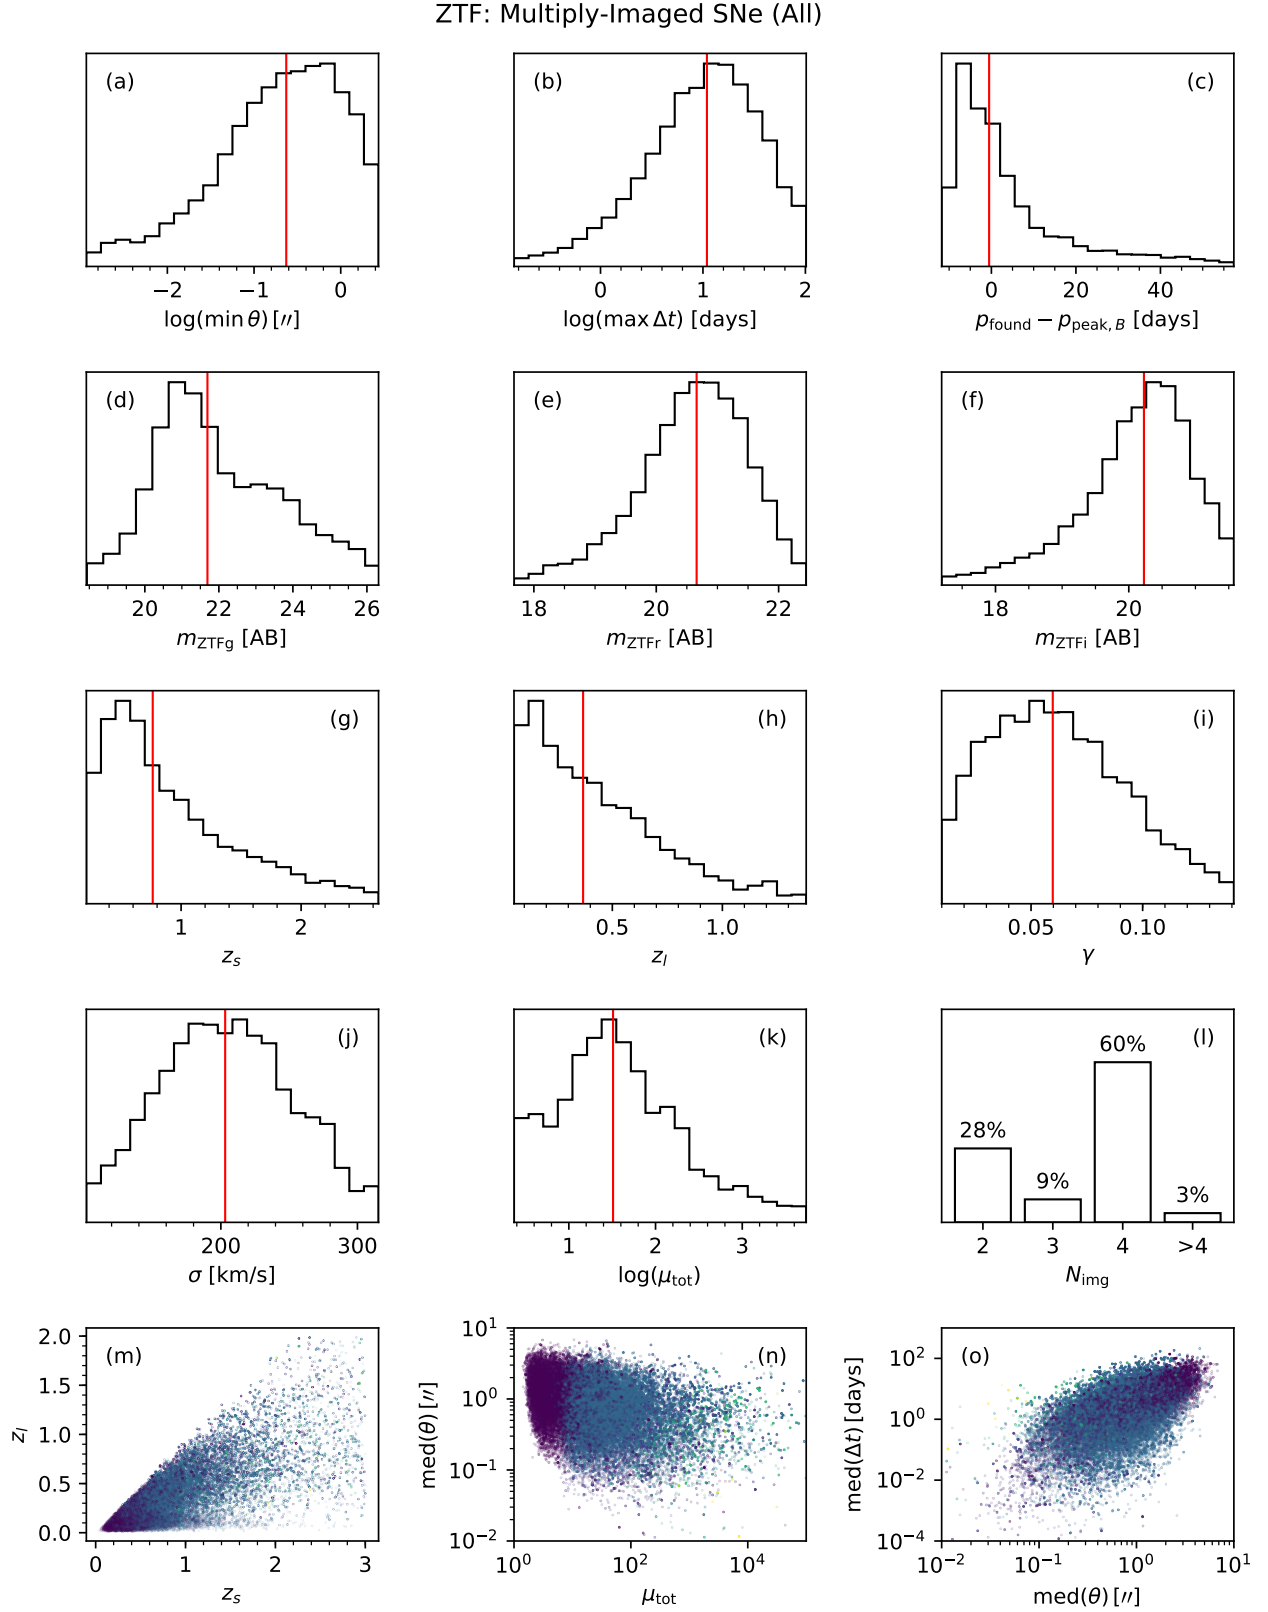 ZTF: Multiply-Imaged SNe (All)
(a)
(b)
(c)
−2 −1 0
0 1 2
0 20 40
log(min θ) [″]
log(max Δt) [days]
p_found − p_peak, B [days]
(d)
(e)
(f)
20 22 24 26
18 20 22
18 20
m_ZTFg [AB]
m_ZTFr [AB]
m_ZTFi [AB]
(g)
(h)
(i)
1 2
0.5 1.0
0.05 0.10
z_s
z_l
γ
(j)
(k)
(l)
60%
28%
9%
3%
200 300
1 2 3
2 3 4 >4
σ [km/s]
log(μ_tot)
N_img
(m)
2.0
1.5
1.0
0.5
0.0
z_l
0 1 2 3
z_s
(n)
10^1
10^0
10^−1
10^−2
med(θ) [″]
10^0 10^2 10^4
μ_tot
(o)
10^2
10^0
10^−2
10^−4
med(Δt) [days]
10^−2 10^−1 10^0 10^1
med(θ) [″]